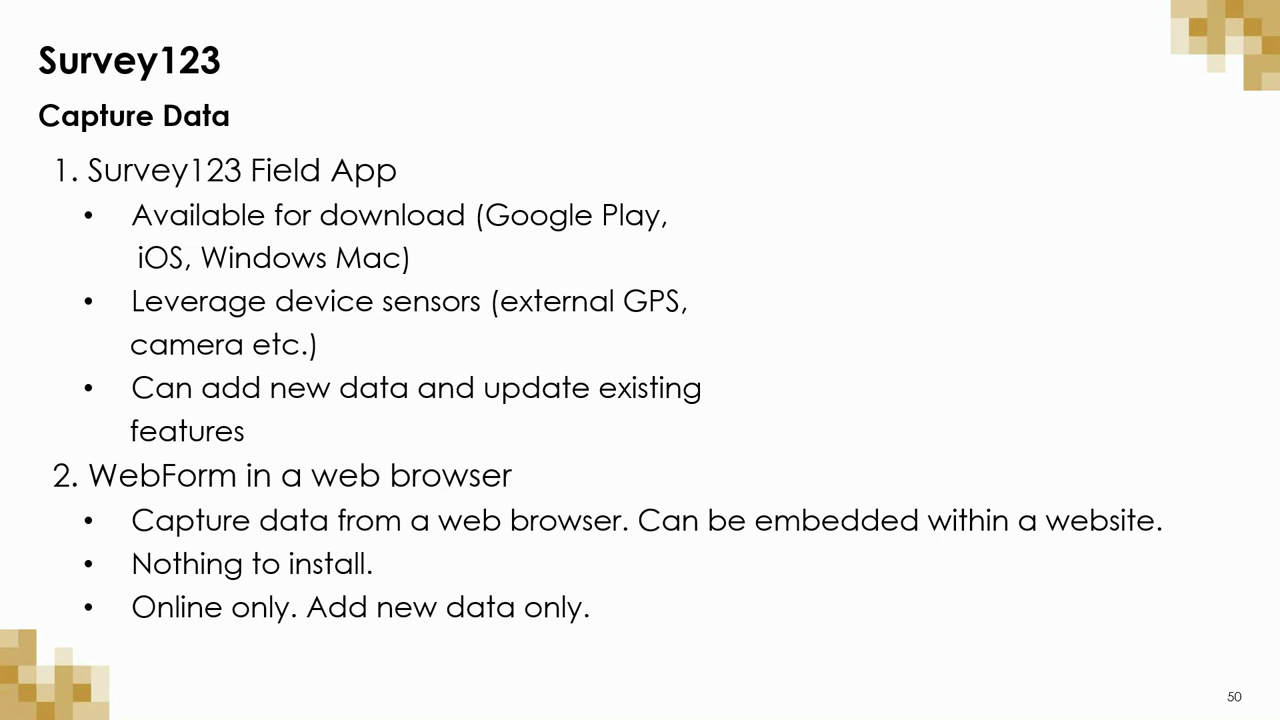 Survey123
Capture Data
1. Survey123 Field App
• Available for download (Google Play,
iOS, Windows Mac)
• Leverage device sensors (external GPS,
camera etc.)
• Can add new data and update existing
features
2. WebForm in a web browser
• Capture data from a web browser. Can be embedded within a website.
• Nothing to install.
• Online only. Add new data only.
50